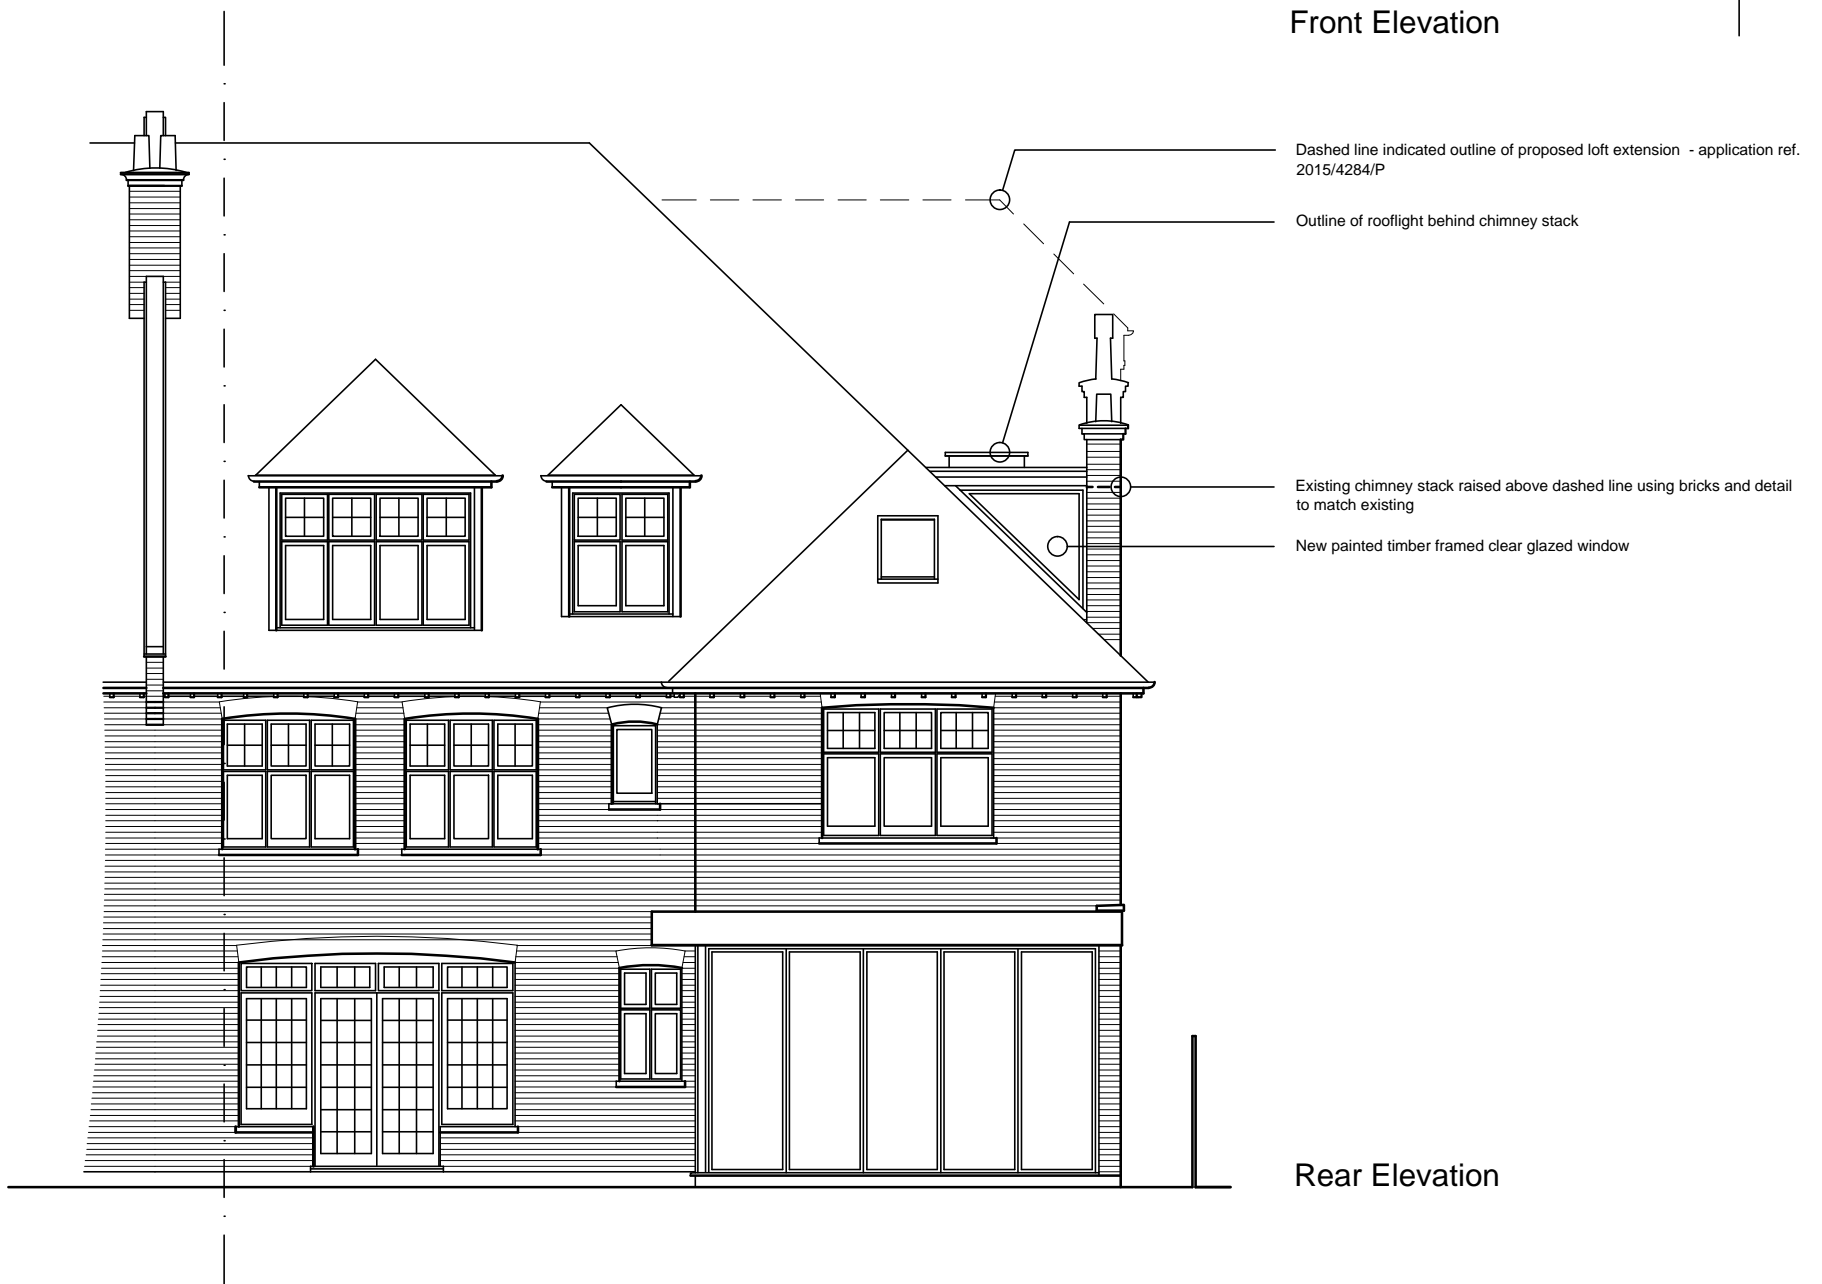 Front Elevation
Dashed line indicated outline of proposed loft extension - application ref.
2015/4284/P
Outline of rooflight behind chimney stack
Existing chimney stack raised above dashed line using bricks and detail
to match existing
New painted timber framed clear glazed window
Rear Elevation